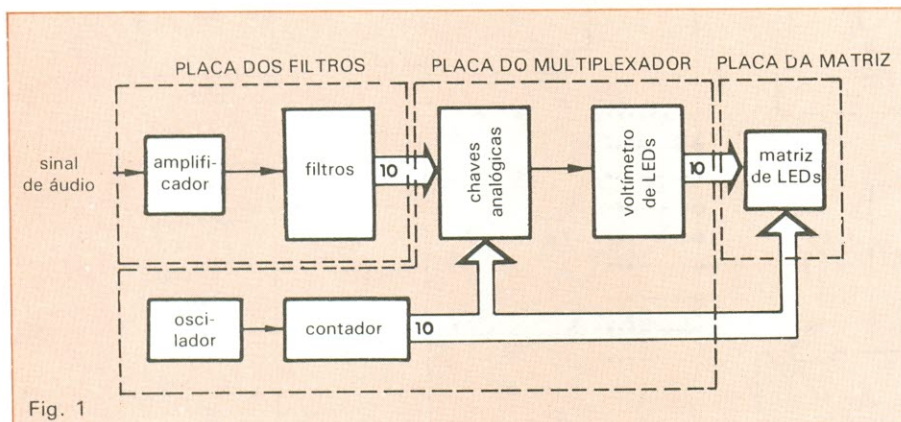 PLACA DOS FILTROS
PLACA DO MULTIPLEXADOR
PLACA DA MATRIZ
sinal
de áudio
amplifi-
cador
filtros
10
chaves
analógicas
voltímetro
de LEDs
10
matriz
de LEDs
osci-
lador
contador
10
Fig. 1